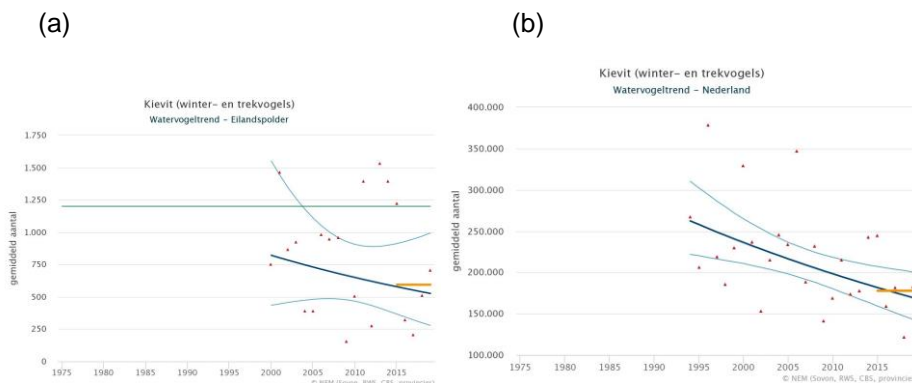 (a)
Kievit (winter- en trekvogels)
Watervogeltrend - Eilandspolder
gemiddeld aantal
1.750
1.500
1.250
1.000
750
500
250
0
1975 1980 1985 1990 1995 2000 2005 2010 2015
© NEM (Sovon, RWS, CBS, provincies)
(b)
Kievit (winter- en trekvogels)
Watervogeltrend - Nederland
gemiddeld aantal
400.000
350.000
300.000
250.000
200.000
150.000
100.000
1975 1980 1985 1990 1995 2000 2005 2010 2015
© NEM (Sovon, RWS, CBS, provincies)